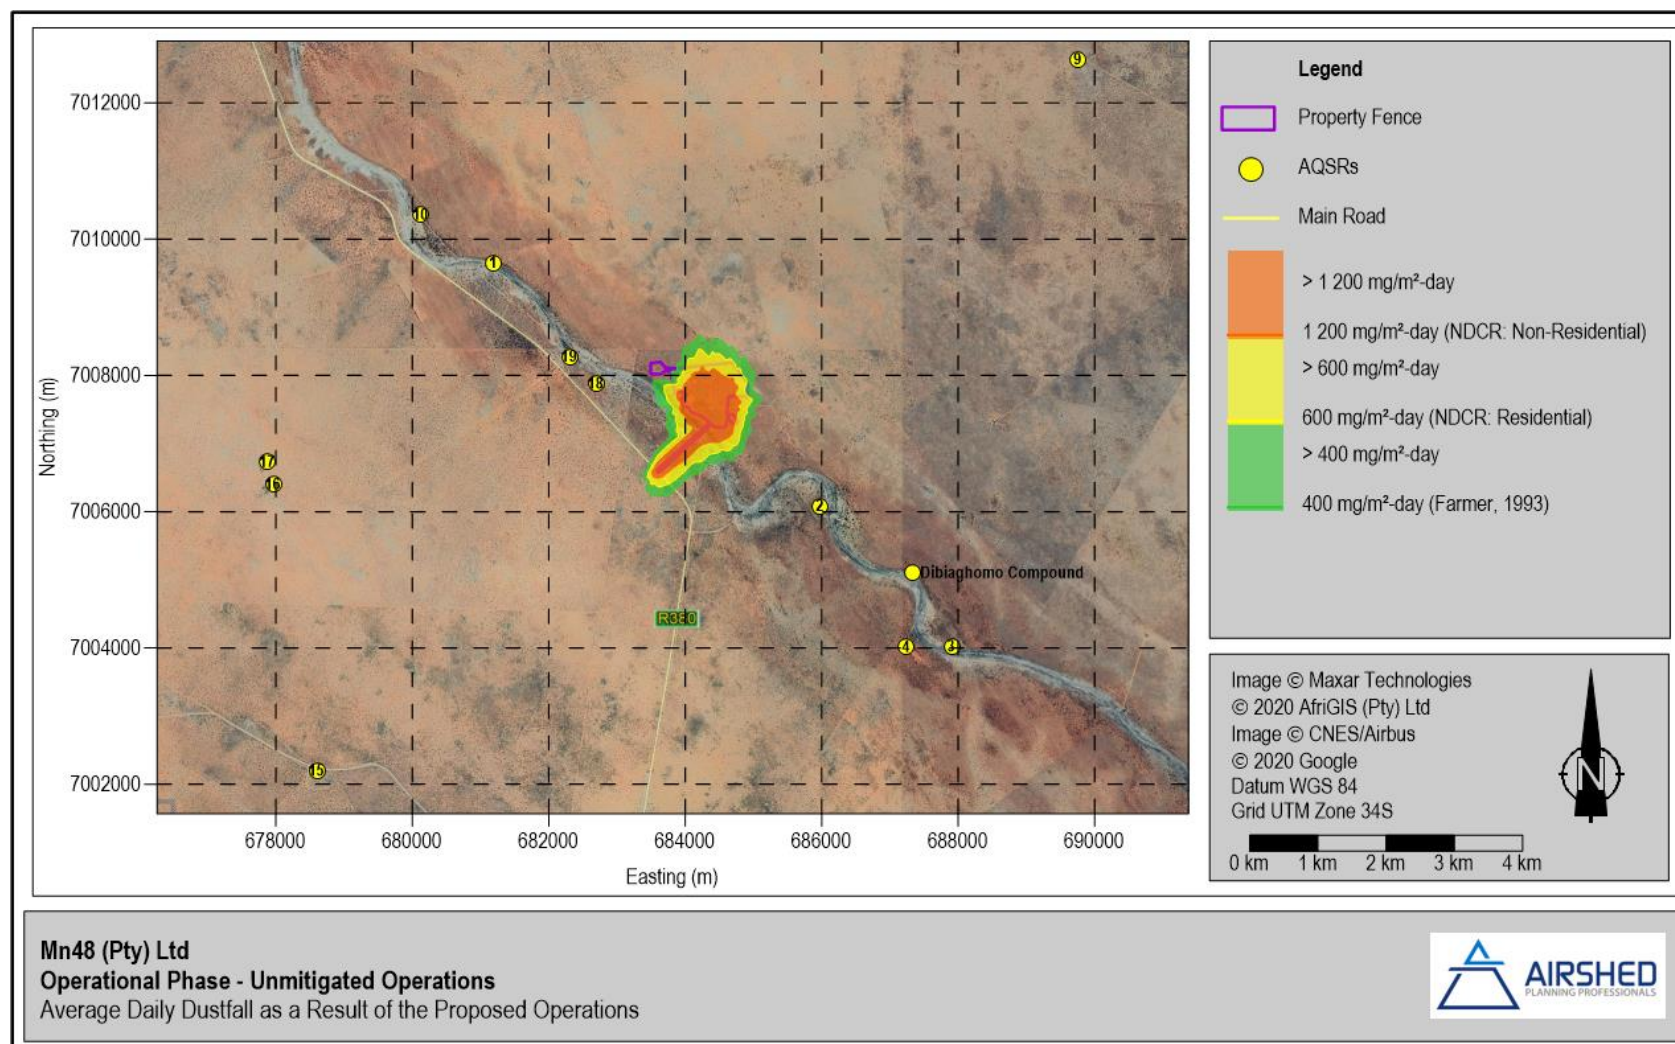 9
7012000
10
7010000
1
19
7008000
18
17
16
7006000
2
Dibiaghomo Compound
R380
7004000
4
3
7002000
15
678000
680000
682000
684000
686000
688000
690000
Northing (m)
Easting (m)
Legend
Property Fence
AQSRs
Main Road
> 1 200 mg/m²-day
1 200 mg/m²-day (NDCR: Non-Residential)
> 600 mg/m²-day
600 mg/m²-day (NDCR: Residential)
> 400 mg/m²-day
400 mg/m²-day (Farmer, 1993)
Image © Maxar Technologies
© 2020 AfriGIS (Pty) Ltd
Image © CNES/Airbus
© 2020 Google
Datum WGS 84
Grid UTM Zone 34S
N
0 km 1 km 2 km 3 km 4 km
Mn48 (Pty) Ltd
Operational Phase - Unmitigated Operations
Average Daily Dustfall as a Result of the Proposed Operations
AIRSHED
PLANNING PROFESSIONALS